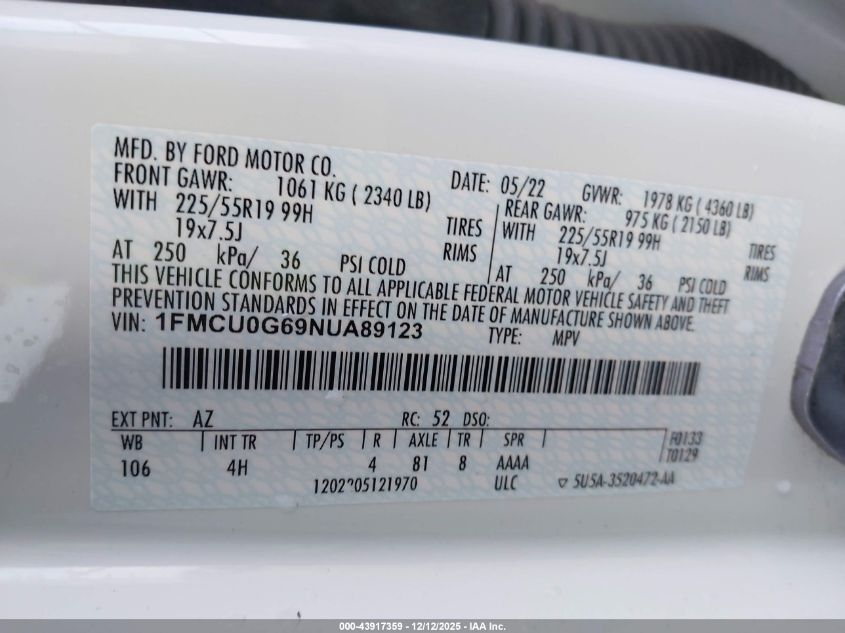 MFD. BY FORD MOTOR CO.
DATE: 05/22 GVWR: 1978 KG ( 4360 LB)
FRONT GAWR: 1061 KG ( 2340 LB)
WITH 225/55R19 99H TIRES
19x7.5J RIMS
AT 250 kPa/ 36 PSI COLD
REAR GAWR: 975 KG ( 2150 LB)
WITH 225/55R19 99H TIRES
19x7.5J RIMS
AT 250 kPa/ 36 PSI COLD
THIS VEHICLE CONFORMS TO ALL APPLICABLE FEDERAL MOTOR VEHICLE SAFETY AND THEFT
PREVENTION STANDARDS IN EFFECT ON THE DATE OF MANUFACTURE SHOWN ABOVE.
VIN: 1FMCU0G69NUA89123 TYPE: MPV
EXT PNT: AZ RC: 52 DSO:
WB INT TR TP/PS R AXLE TR SPR F0133
T0129
106 4H 4 81 8 AAAA
ULC 5U5A-3520472-AA
000-43917359 - 12/12/2025 - IAA Inc.